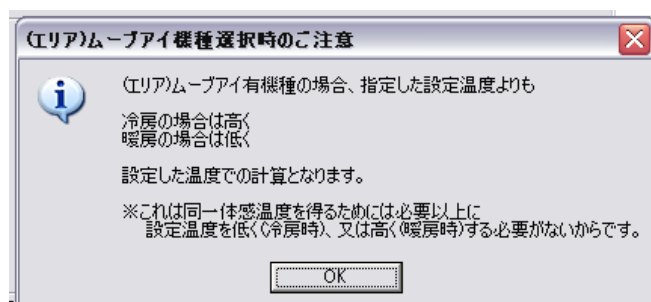 (エリア)ムーブアイ機種選択時のご注意
(エリア)ムーブアイ有機種の場合、指定した設定温度よりも
冷房の場合は高く
暖房の場合は低く
設定した温度での計算となります。
※これは同一体感温度を得るためには必要以上に
設定温度を低く(冷房時)、又は高く(暖房時)する必要がないからです。
OK